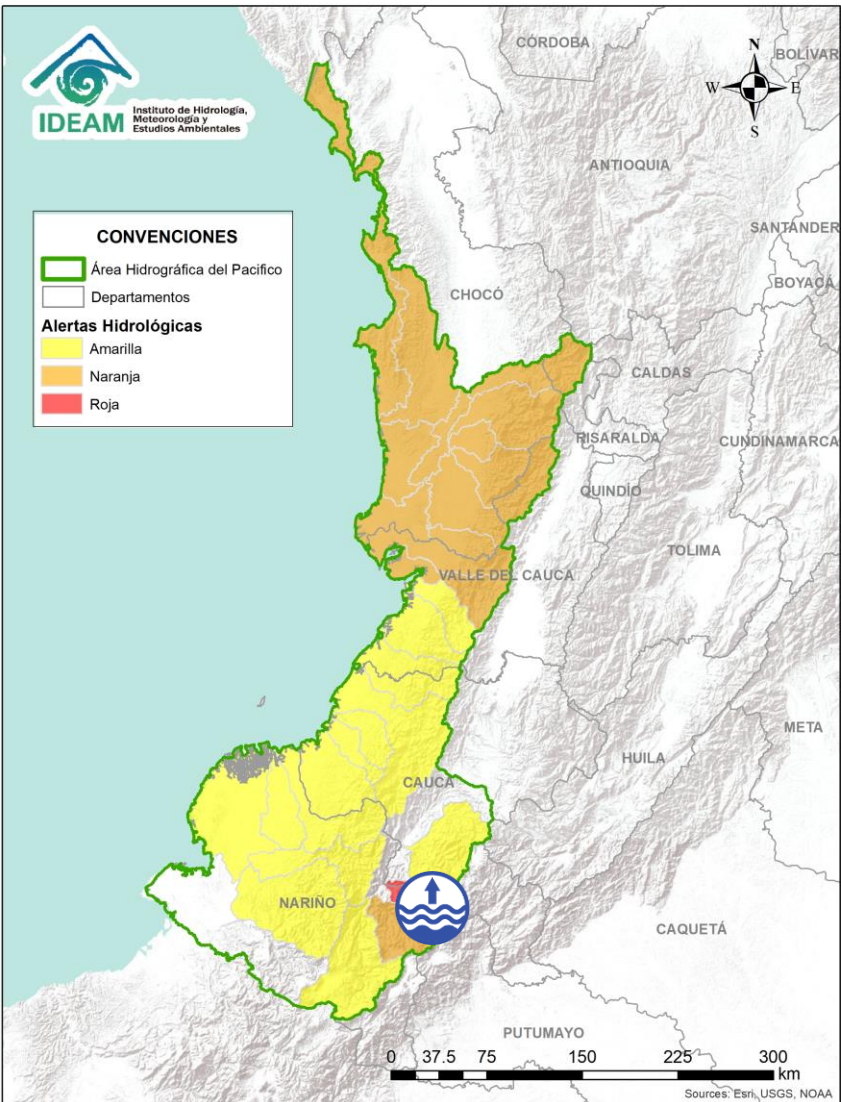 IDEAM
Instituto de Hidrología,
Meteorología y
Estudios Ambientales
N
W
E
S
CÓRDOBA
BOLIVAR
ANTIOQUIA
SANTANDER
BOYACÁ
CONVENCIONES
Área Hidrográfica del Pacifico
Departamentos
Alertas Hidrológicas
Amarilla
Naranja
Roja
CHOCÓ
CALDAS
RISARALDA
CUNDINAMARCA
QUINDÍO
TOLIMA
VALLE DEL CAUCA
META
HUILA
CAUCA
NARIÑO
CAQUETÁ
PUTUMAYO
0 37.5 75 150 225 300
km
Sources: Esri, USGS, NOAA